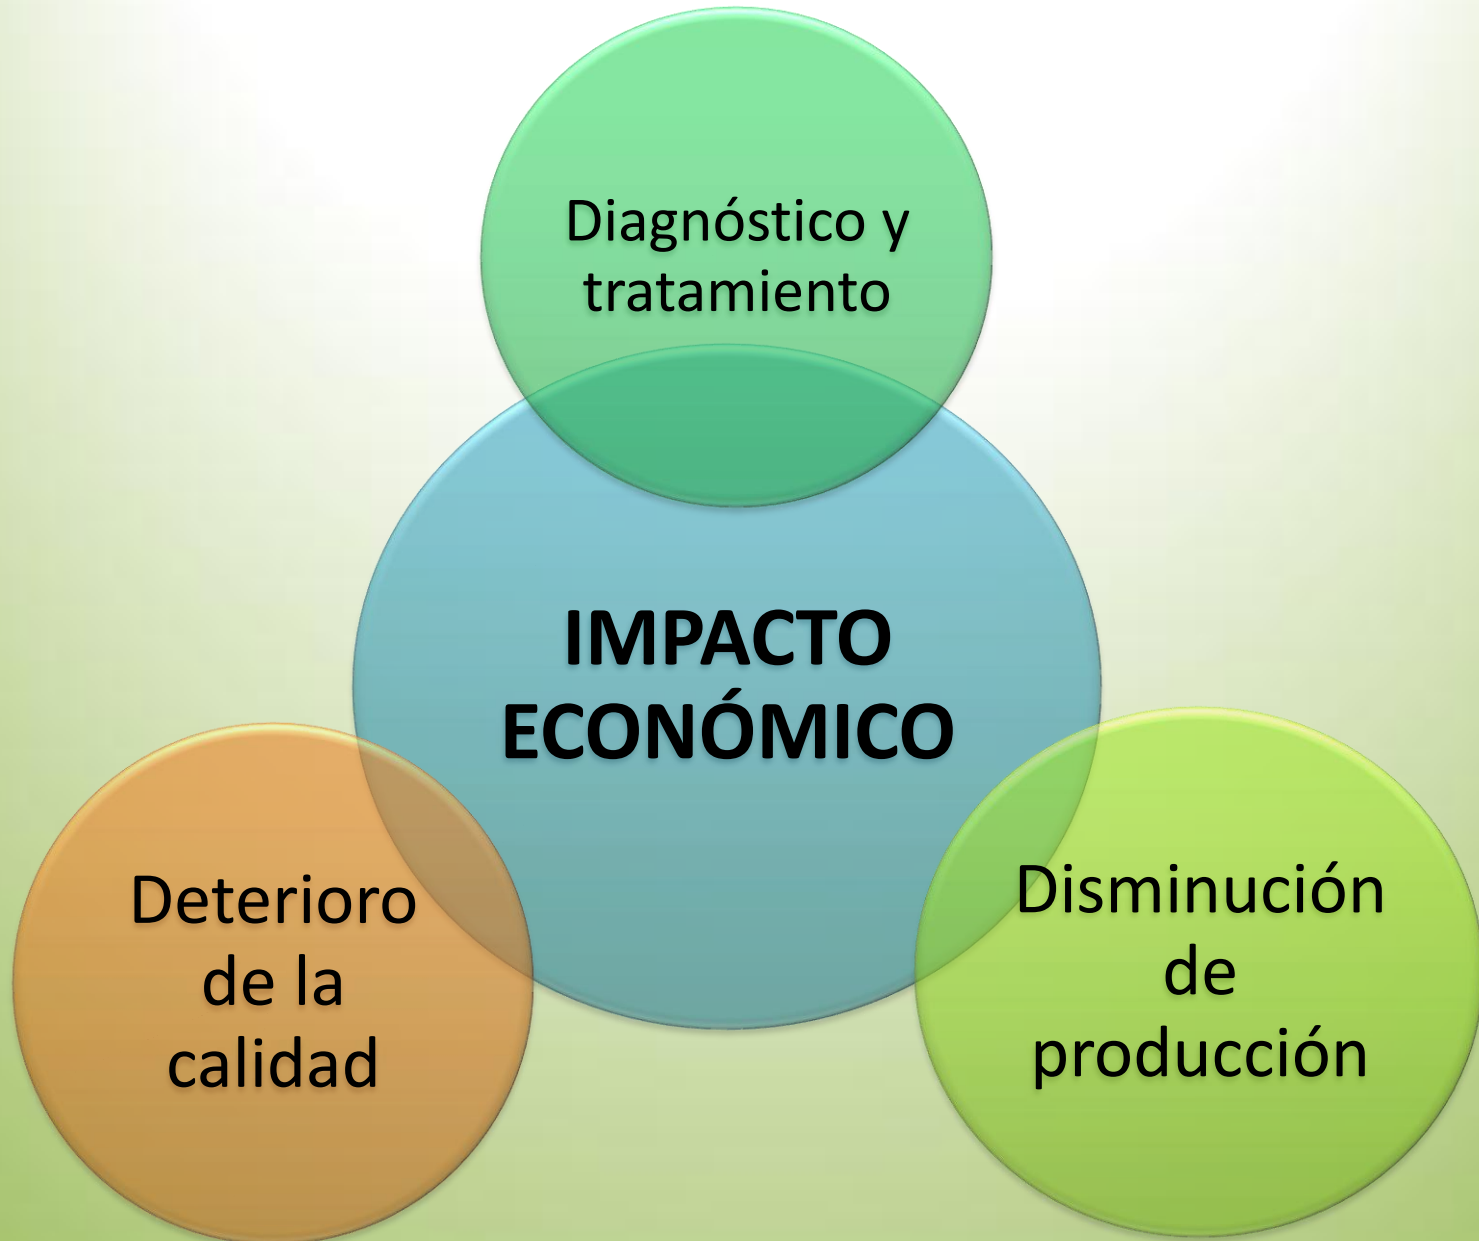 Diagnóstico y
tratamiento
IMPACTO
ECONÓMICO
Deterioro
de la
calidad
Disminución
de
producción